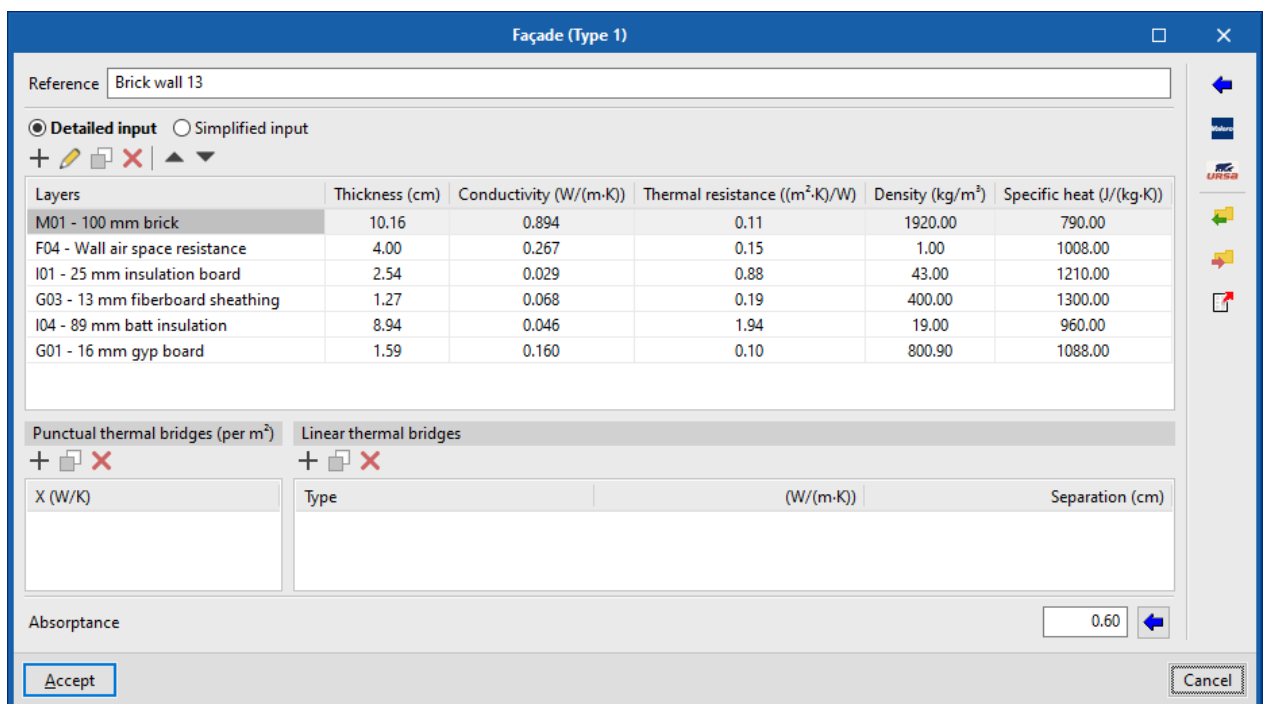 Façade (Type 1)
Reference Brick wall 13
Detailed input Simplified input
Layers Thickness (cm) Conductivity (W/(m·K)) Thermal resistance ((m²·K)/W) Density (kg/m³) Specific heat (J/(kg·K))
M01 - 100 mm brick 10.16 0.894 0.11 1920.00 790.00
F04 - Wall air space resistance 4.00 0.267 0.15 1.00 1008.00
I01 - 25 mm insulation board 2.54 0.029 0.88 43.00 1210.00
G03 - 13 mm fiberboard sheathing 1.27 0.068 0.19 400.00 1300.00
I04 - 89 mm batt insulation 8.94 0.046 1.94 19.00 960.00
G01 - 16 mm gyp board 1.59 0.160 0.10 800.90 1088.00
Punctual thermal bridges (per m²) Linear thermal bridges
X (W/K) Type (W/(m·K)) Separation (cm)
Absorptance 0.60
Accept Cancel
URSA